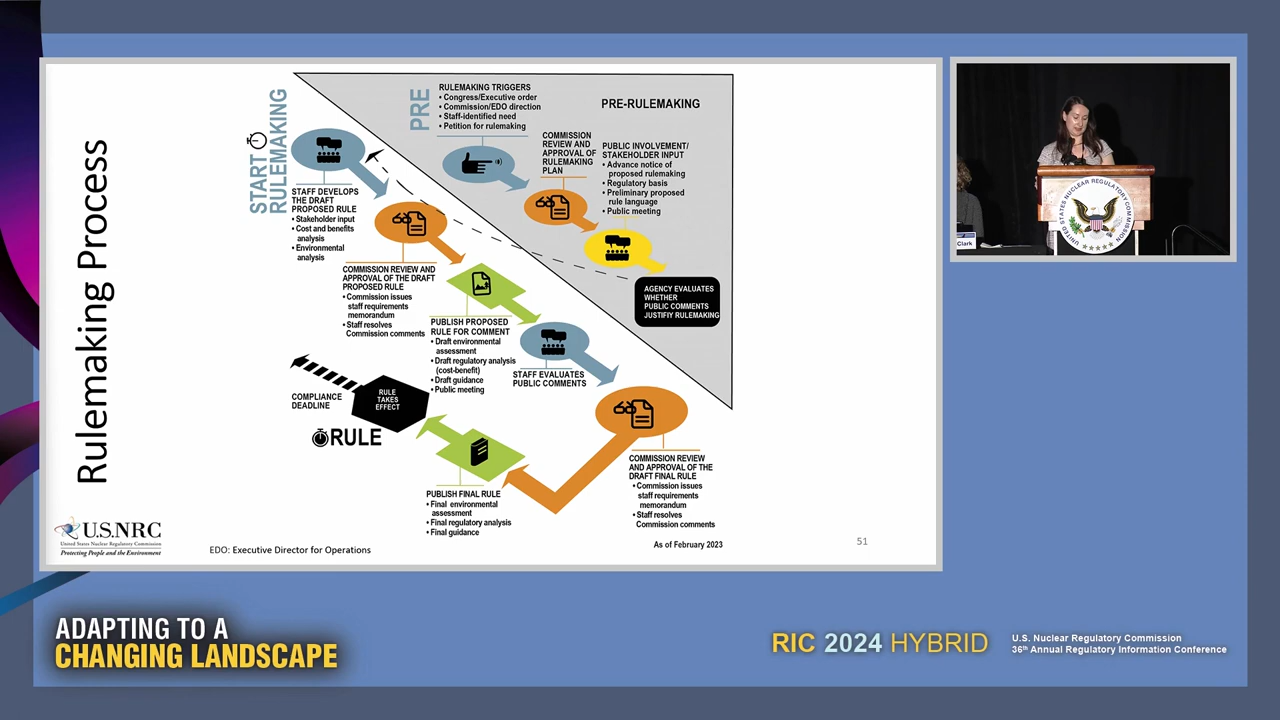 Rulemaking Process
START
RULEMAKING
PRE
RULEMAKING TRIGGERS
• Congress/Executive order
• Commission/EDO direction
• Staff-identified need
• Petition for rulemaking
PRE-RULEMAKING
COMMISSION
REVIEW AND
APPROVAL OF
RULEMAKING
PLAN
PUBLIC INVOLVEMENT/
STAKEHOLDER INPUT
• Advance notice of
proposed rulemaking
• Regulatory basis
• Preliminary proposed
rule language
• Public meeting
AGENCY EVALUATES
WHETHER
PUBLIC COMMENTS
JUSTIFIY RULEMAKING
STAFF DEVELOPS
THE DRAFT
PROPOSED RULE
• Stakeholder input
• Cost and benefits
analysis
• Environmental
analysis
COMMISSION REVIEW AND
APPROVAL OF THE DRAFT
PROPOSED RULE
• Commission issues
staff requirements
memorandum
• Staff resolves
Commission comments
PUBLISH PROPOSED
RULE FOR COMMENT
• Draft environmental
assessment
• Draft regulatory analysis
(cost-benefit)
• Draft guidance
• Public meeting
STAFF EVALUATES
PUBLIC COMMENTS
COMMISSION REVIEW
AND APPROVAL OF THE
DRAFT FINAL RULE
• Commission issues
staff requirements
memorandum
• Staff resolves
Commission comments
PUBLISH FINAL RULE
• Final environmental
assessment
• Final regulatory analysis
• Final guidance
RULE
TAKES
EFFECT
COMPLIANCE
DEADLINE
RULE
U.S.NRC
United States Nuclear Regulatory Commission
Protecting People and the Environment
EDO: Executive Director for Operations
As of February 2023
51
Clark
UNITED STATES NUCLEAR REGULATORY COMMISSION
ADAPTING TO A
CHANGING LANDSCAPE
RIC 2024 HYBRID
U.S. Nuclear Regulatory Commission
36th Annual Regulatory Information Conference